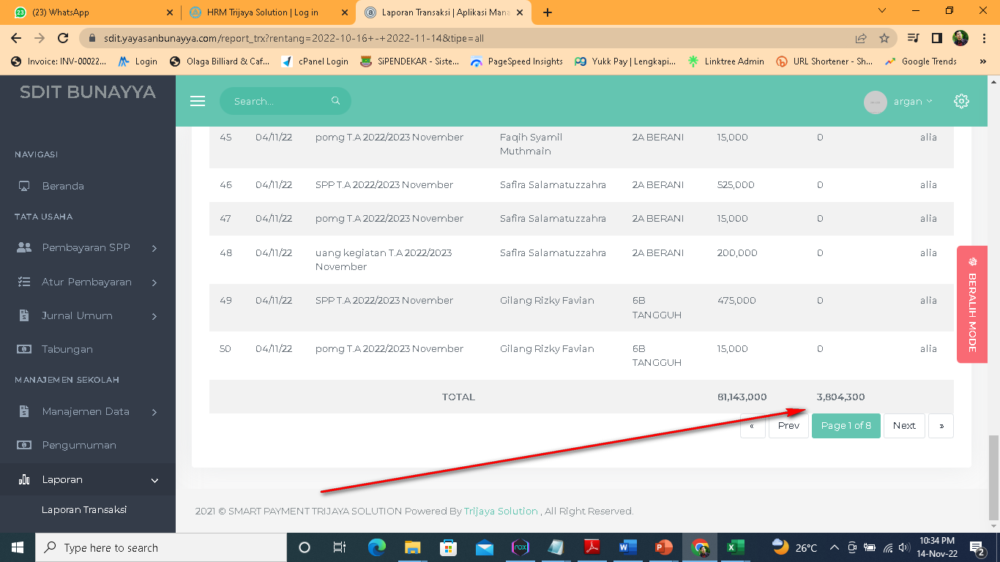 (23) WhatsApp
HRM Trijaya Solution | Log in
Laporan Transaksi | Aplikasi Mana
sdit.yayasanbunayya.com/report_trx?rentang=2022-10-16+-+2022-11-14&tipe=all
Invoice: INV-00022... Login Olaga Billiard & Caf... cPanel Login SiPENDEKAR - Siste... PageSpeed Insights Yukk Pay | Lengkapi... Linktree Admin URL Shortener - Sh... Google Trends »
SDIT BUNAYYA
Search...
argan
NAVIGASI
Beranda
TATA USAHA
Pembayaran SPP
Atur Pembayaran
Jurnal Umum
Tabungan
MANAJEMEN SEKOLAH
Manajemen Data
Pengumuman
Laporan
Laporan Transaksi
45 04/11/22 pomg T.A 2022/2023 November Faqih Syamil 2A BERANI 15,000 0 alia
Muthmain
46 04/11/22 SPP T.A 2022/2023 November Safira Salamatuzzahra 2A BERANI 525,000 0 alia
47 04/11/22 pomg T.A 2022/2023 November Safira Salamatuzzahra 2A BERANI 15,000 0 alia
48 04/11/22 uang kegiatan T.A 2022/2023 Safira Salamatuzzahra 2A BERANI 200,000 0 alia
November
49 04/11/22 SPP T.A 2022/2023 November Gilang Rizky Favian 6B 475,000 0 alia
TANGGUH
50 04/11/22 pomg T.A 2022/2023 November Gilang Rizky Favian 6B 15,000 0 alia
TANGGUH
TOTAL 81,143,000 3,804,300
« Prev Page 1 of 8 Next »
BERALIH MODE
2021 © SMART PAYMENT TRIJAYA SOLUTION Powered By Trijaya Solution , All Right Reserved.
Type here to search
26°C
10:34 PM
14-Nov-22
2